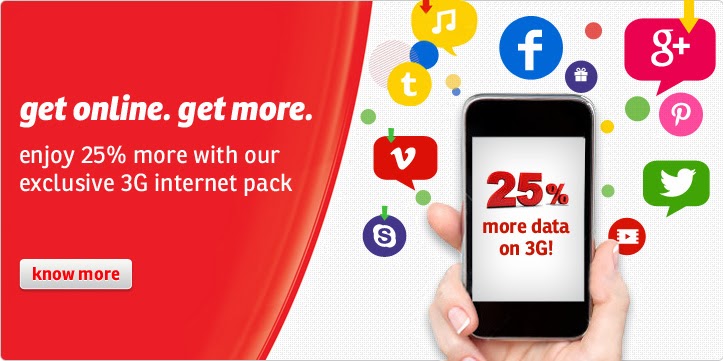 get online. get more.
enjoy 25% more with our
exclusive 3G internet pack
know more
t
f
g+
v
S
25%
more data
on 3G!